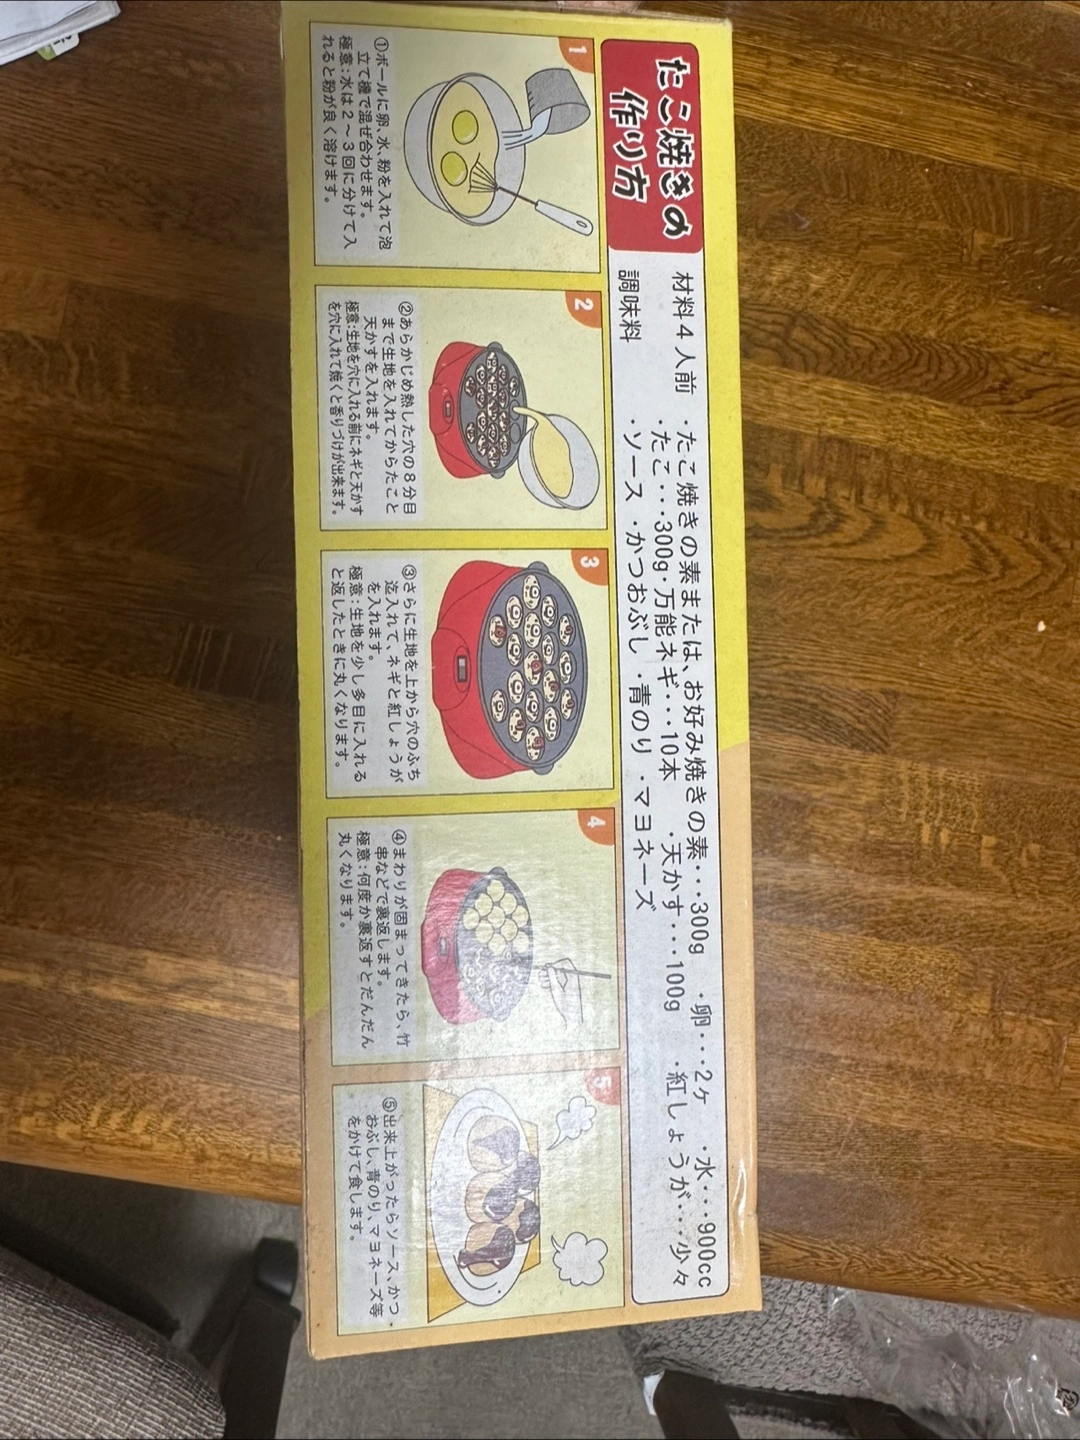 たこ焼きの
作り方
材料4人前 ・たこ焼きの素または、お好み焼きの素・・・300g ・卵・・・2ケ ・水・・・900cc
・たこ・・・300g・万能ネギ・・・10本 ・天かす・・・100g ・紅しょうが・・・少々
調味料 ・ソース ・かつおぶし ・青のり ・マヨネーズ
1
①ボールに卵、水、粉を入れて泡
立て機で混ぜ合わせます。
極意:水は2〜3回に分けて入
れると粉が良く溶けます。
2
②あらかじめ熱した穴の8分目
まで生地を入れてからたこと
天かすを入れます。
極意:生地を穴に入れる前にネギと天かす
を穴に入れて焼くと香りづけが出来ます。
3
③さらに生地を上から穴のふち
迄入れて、ネギと紅しょうが
を入れます。
極意:生地を少し多目に入れる
と返したときに丸くなります。
4
④まわりが固まってきたら、竹
串などで裏返します。
極意:何度か裏返すとだんだん
丸くなります。
5
⑤出来上がったらソース、かつ
おぶし、青のり、マヨネーズ等
をかけて食します。